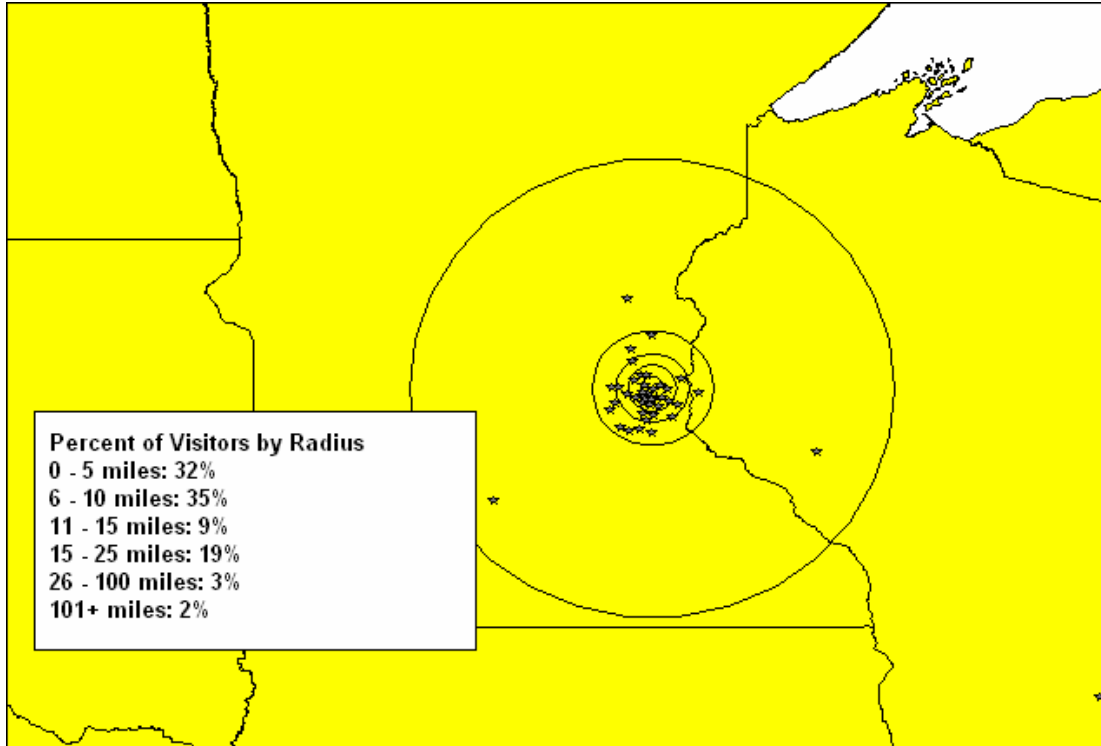 Percent of Visitors by Radius
0 - 5 miles: 32%
6 - 10 miles: 35%
11 - 15 miles: 9%
15 - 25 miles: 19%
26 - 100 miles: 3%
101+ miles: 2%